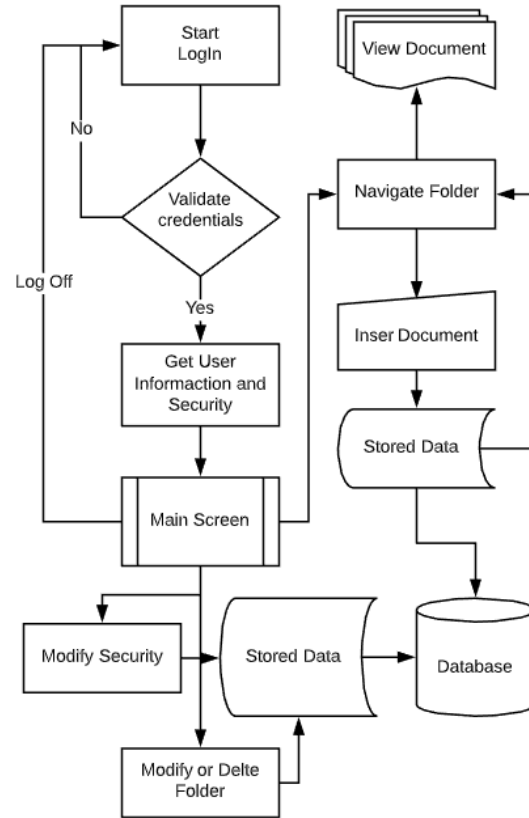 Start
LogIn
View Document
No
Validate
credentials
Navigate Folder
Log Off
Yes
Inser Document
Get User
Informaction and
Security
Stored Data
Main Screen
Modify Security
Stored Data
Database
Modify or Delte
Folder